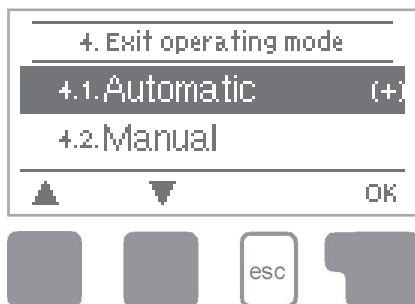 4. Exit operating mode
4.1. Automatic (+)
4.2. Manual
▲ ▼ OK
esc